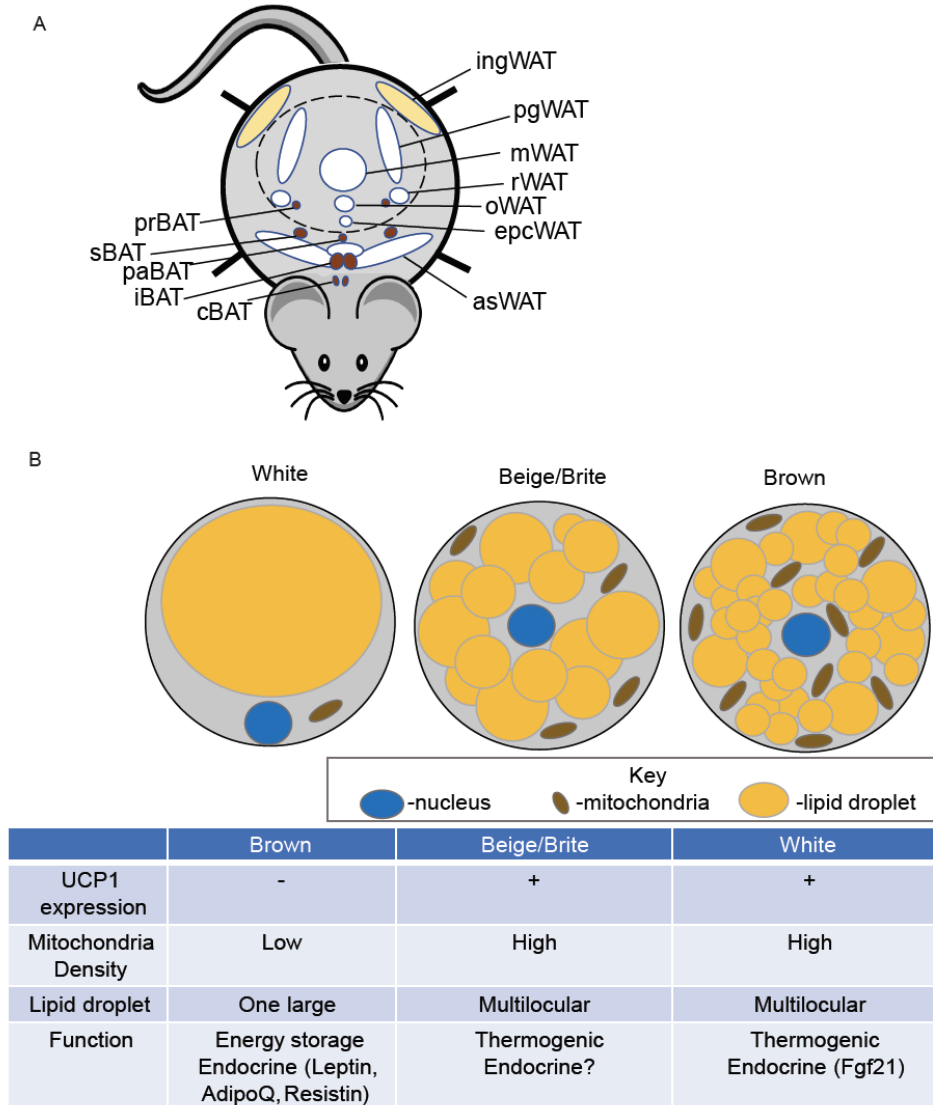 A
ingWAT
pgWAT
mWAT
rWAT
oWAT
epcWAT
asWAT
prBAT
sBAT
paBAT
iBAT
cBAT
B
White
Beige/Brite
Brown
Key
-nucleus
-mitochondria
-lipid droplet
Brown
Beige/Brite
White
UCP1
expression
-
+
+
Mitochondria
Density
Low
High
High
Lipid droplet
One large
Multilocular
Multilocular
Function
Energy storage
Endocrine (Leptin,
AdipoQ, Resistin)
Thermogenic
Endocrine?
Thermogenic
Endocrine (Fgf21)